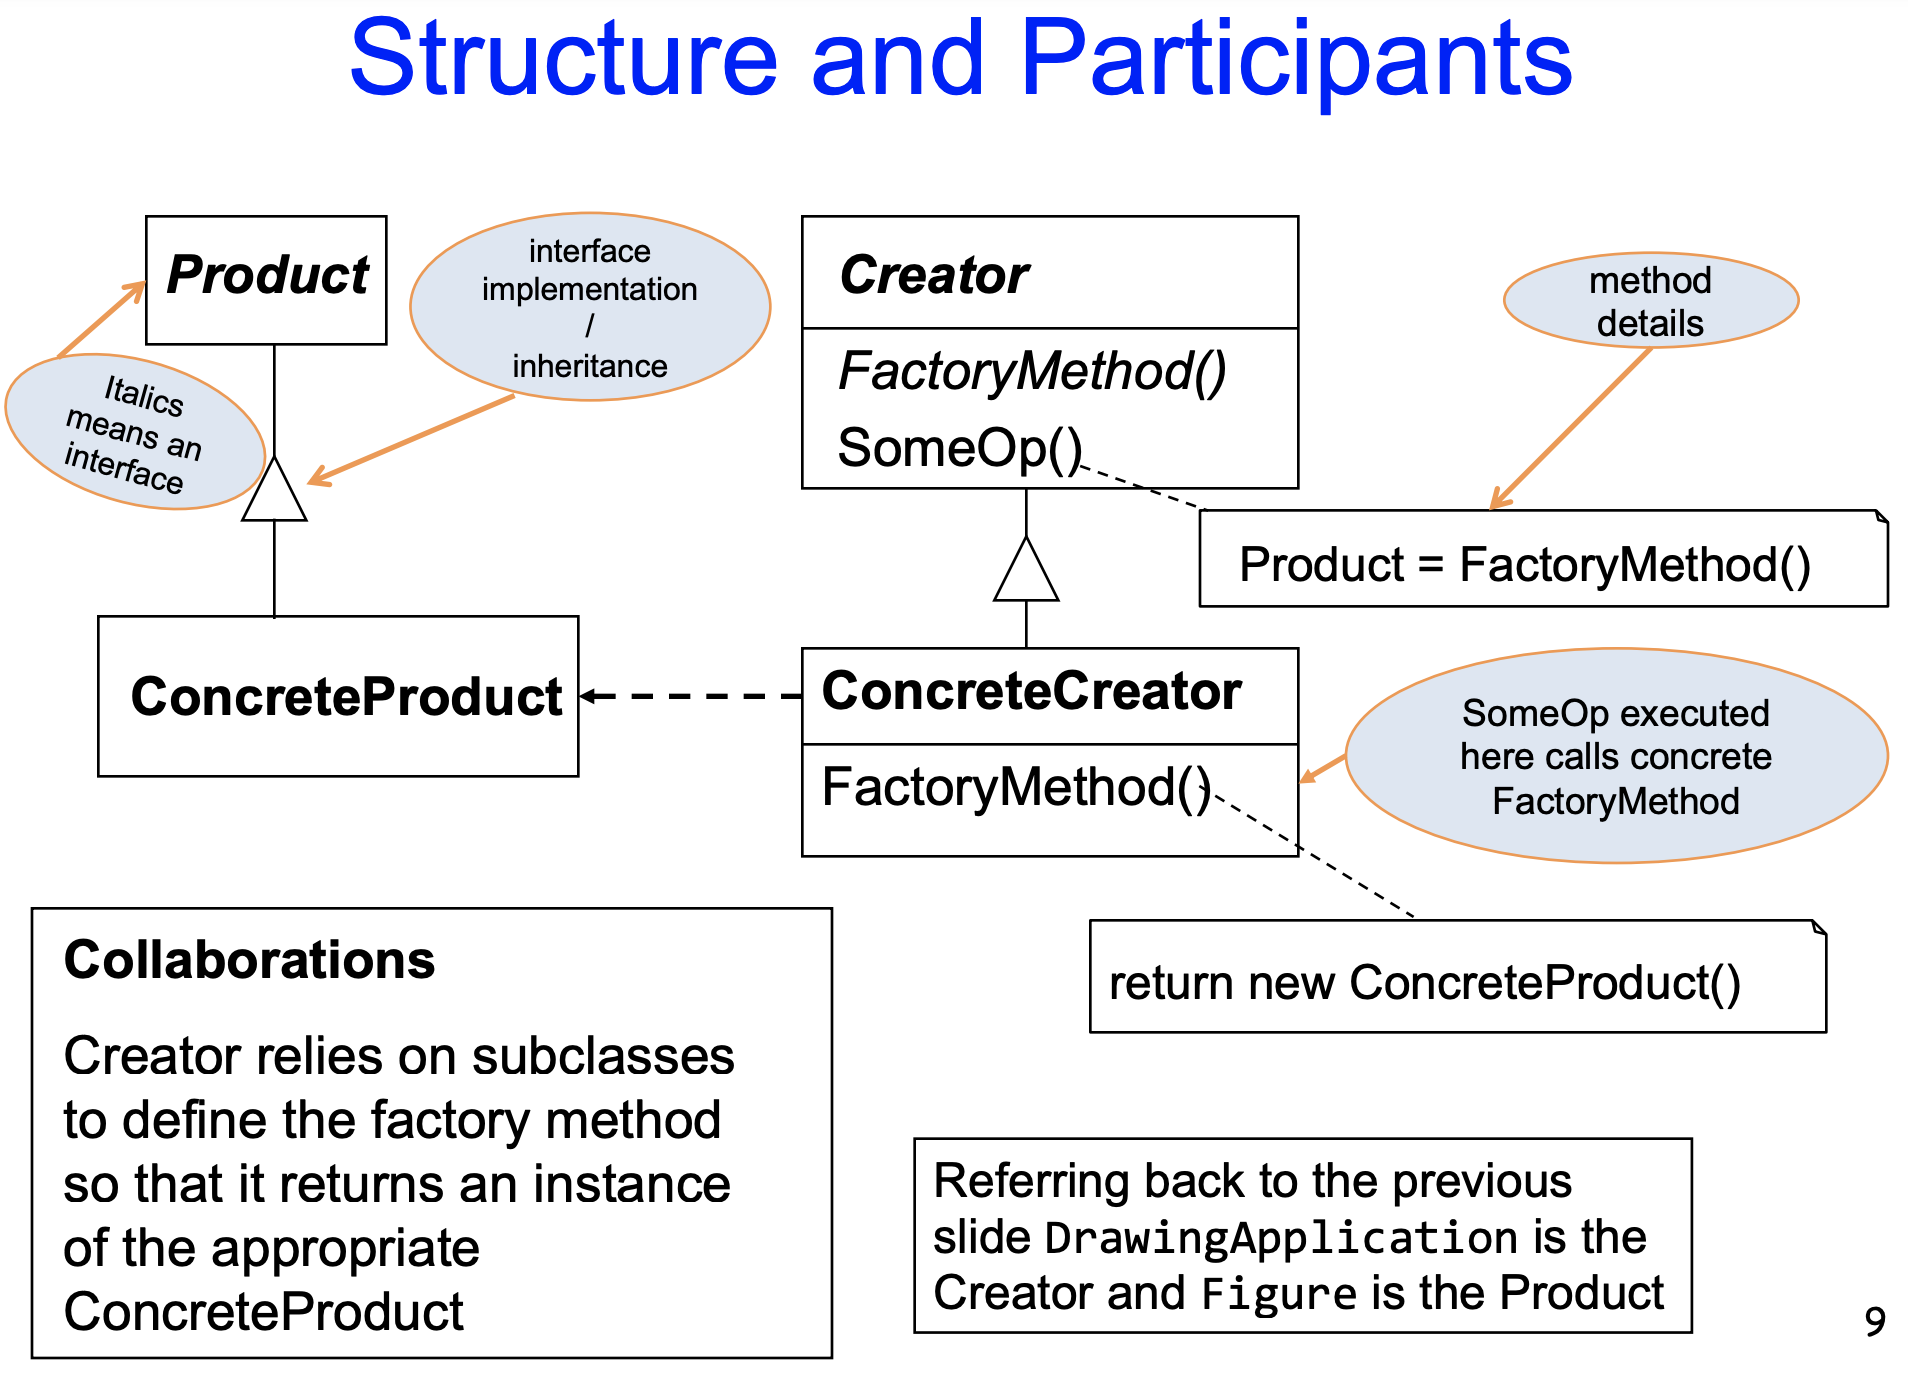 Structure and Participants
Product
interface
implementation
/
inheritance
Italics
means an
interface
Creator
FactoryMethod()
SomeOp()
method
details
Product = FactoryMethod()
ConcreteProduct
ConcreteCreator
FactoryMethod()
SomeOp executed
here calls concrete
FactoryMethod
return new ConcreteProduct()
Collaborations
Creator relies on subclasses
to define the factory method
so that it returns an instance
of the appropriate
ConcreteProduct
Referring back to the previous
slide DrawingApplication is the
Creator and Figure is the Product
9